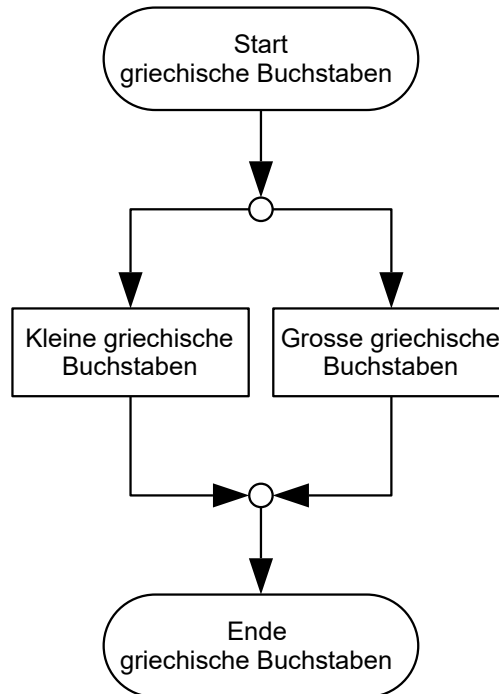 Start
griechische Buchstaben
Kleine griechische
Buchstaben
Grosse griechische
Buchstaben
Ende
griechische Buchstaben